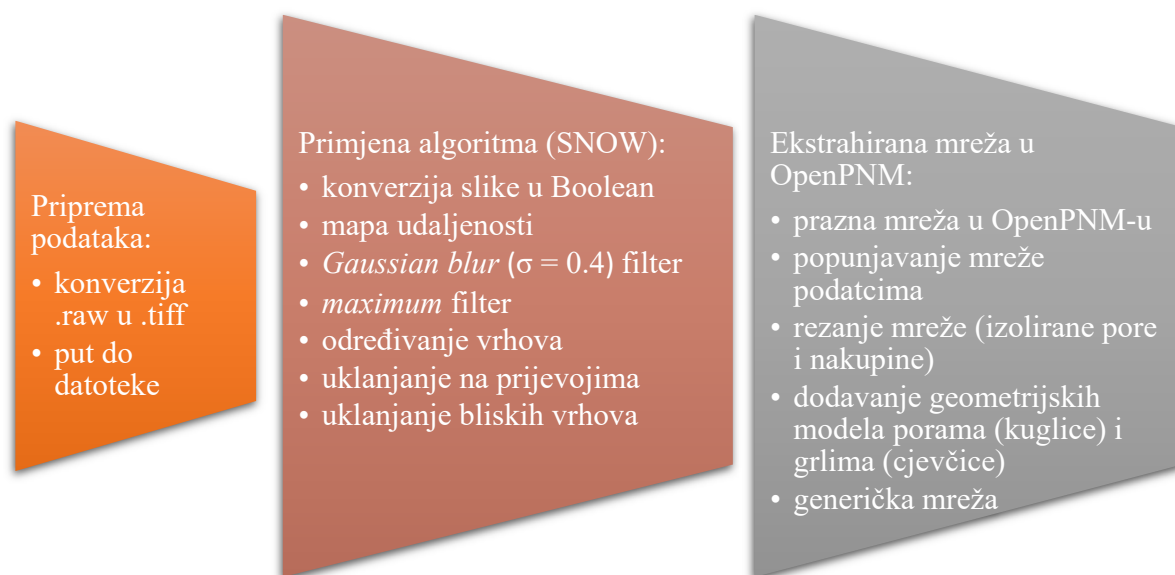 Priprema
podataka:
• konverzija
.raw u .tiff
• put do
datoteke
Primjena algoritma (SNOW):
• konverzija slike u Boolean
• mapa udaljenosti
• Gaussian blur (σ = 0.4) filter
• maximum filter
• određivanje vrhova
• uklanjanje na prijevojima
• uklanjanje bliskih vrhova
Ekstrahirana mreža u
OpenPNM:
• prazna mreža u OpenPNM-u
• popunjavanje mreže
podatcima
• rezanje mreže (izolirane pore
i nakupine)
• dodavanje geometrijskih
modela porama (kuglice) i
grlima (cjevčice)
• generička mreža